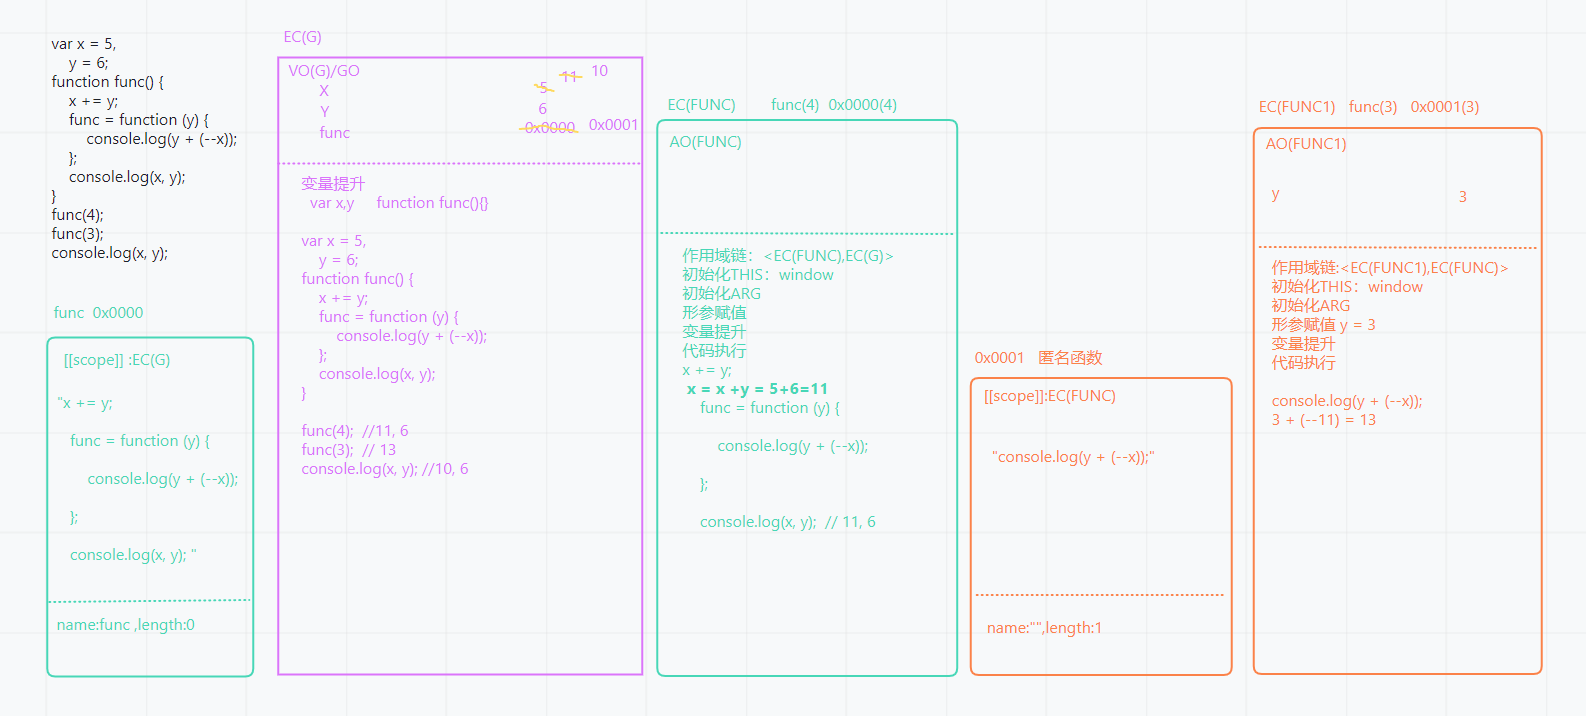 var x = 5,
y = 6;
function func() {
x += y;
func = function (y) {
console.log(y + (--x));
};
console.log(x, y);
}
func(4);
func(3);
console.log(x, y);
func 0x0000
[[scope]] :EC(G)
"x += y;
func = function (y) {
console.log(y + (--x));
};
console.log(x, y); "
name:func ,length:0
EC(G)
VO(G)/GO
X 5 11 10
Y 6
func 0x0000 0x0001
变量提升
var x,y function func(){}
var x = 5,
y = 6;
function func() {
x += y;
func = function (y) {
console.log(y + (--x));
};
console.log(x, y);
}
func(4); //11, 6
func(3); // 13
console.log(x, y); //10, 6
EC(FUNC) func(4) 0x0000(4)
AO(FUNC)
作用域链：<EC(FUNC),EC(G)>
初始化THIS：window
初始化ARG
形参赋值
变量提升
代码执行
x += y;
x = x +y = 5+6=11
func = function (y) {
console.log(y + (--x));
};
console.log(x, y); // 11, 6
0x0001 匿名函数
[[scope]]:EC(FUNC)
"console.log(y + (--x));"
name:"",length:1
EC(FUNC1) func(3) 0x0001(3)
AO(FUNC1)
y 3
作用域链:<EC(FUNC1),EC(FUNC)>
初始化THIS：window
初始化ARG
形参赋值 y = 3
变量提升
代码执行
console.log(y + (--x));
3 + (--11) = 13